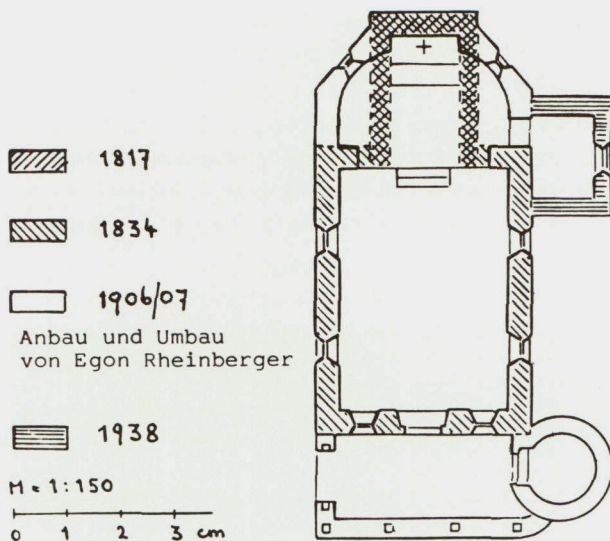 1817
1834
1906/07
Anbau und Umbau
von Egon Rheinberger
1938
M = 1:150
0 1 2 3 cm